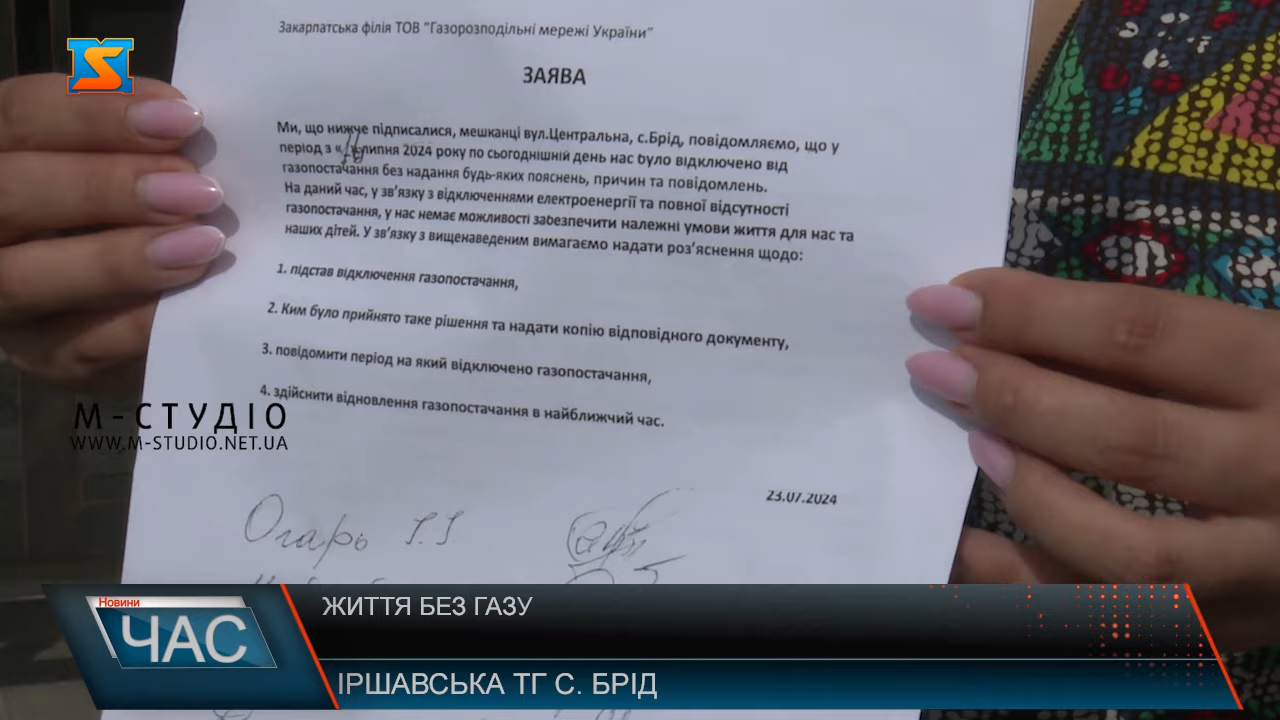 Закарпатська філія ТОВ "Газорозподільні мережі України"
ЗАЯВА
Ми, що нижче підписалися, мешканці вул.Центральна, с.Брід, повідомляємо, що у
період з « липня 2024 року по сьогоднішній день нас було відключено від
газопостачання без надання будь-яких пояснень, причин та повідомлень.
На даний час, у зв'язку з відключеннями електроенергії та повної відсутності
газопостачання, у нас немає можливості забезпечити належні умови життя для нас та
наших дітей. У зв'язку з вищенаведеним вимагаємо надати роз'яснення щодо:
1. підстав відключення газопостачання,
2. Ким було прийнято таке рішення та надати копію відповідного документу,
3. повідомити період на який відключено газопостачання,
4. здійснити відновлення газопостачання в найближчий час.
М-СТУДІО
WWW.M-STUDIO.NET.UA
23.07.2024
Огарь І.І.
Новини
ЧАС
ЖИТТЯ БЕЗ ГАЗУ
ІРШАВСЬКА ТГ С. БРІД